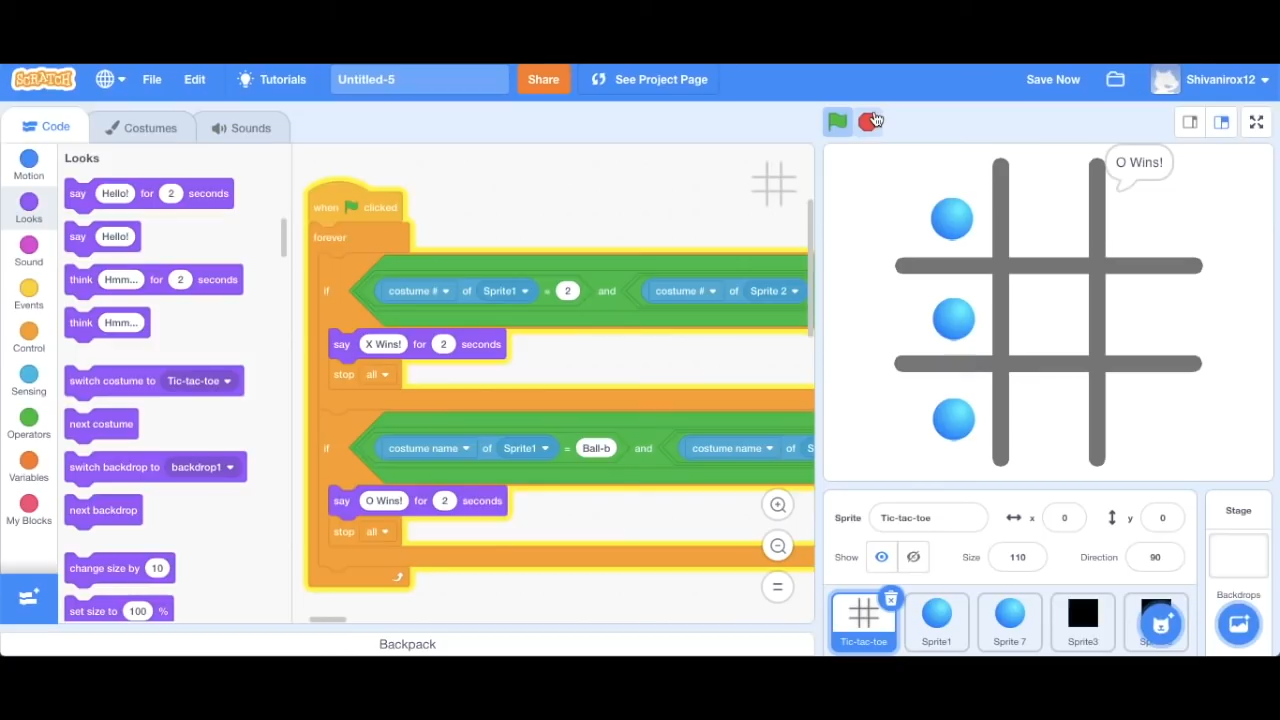 SCRATCH File Edit Tutorials Untitled-5 Share See Project Page Save Now Shivanirox12
Code Costumes Sounds
Motion
Looks
Sound
Events
Control
Sensing
Operators
Variables
My Blocks
Looks
say Hello! for 2 seconds
say Hello!
think Hmm... for 2 seconds
think Hmm...
switch costume to Tic-tac-toe
next costume
switch backdrop to backdrop1
next backdrop
change size by 10
set size to 100 %
when clicked
forever
if costume # of Sprite1 = 2 and costume # of Sprite 2
say X Wins! for 2 seconds
stop all
if costume name of Sprite1 = Ball-b and costume name of S
say O Wins! for 2 seconds
stop all
=
Backpack
O Wins!
Sprite Tic-tac-toe x 0 y 0
Show Size 110 Direction 90
Tic-tac-toe Sprite1 Sprite 7 Sprite3
Stage
Backdrops